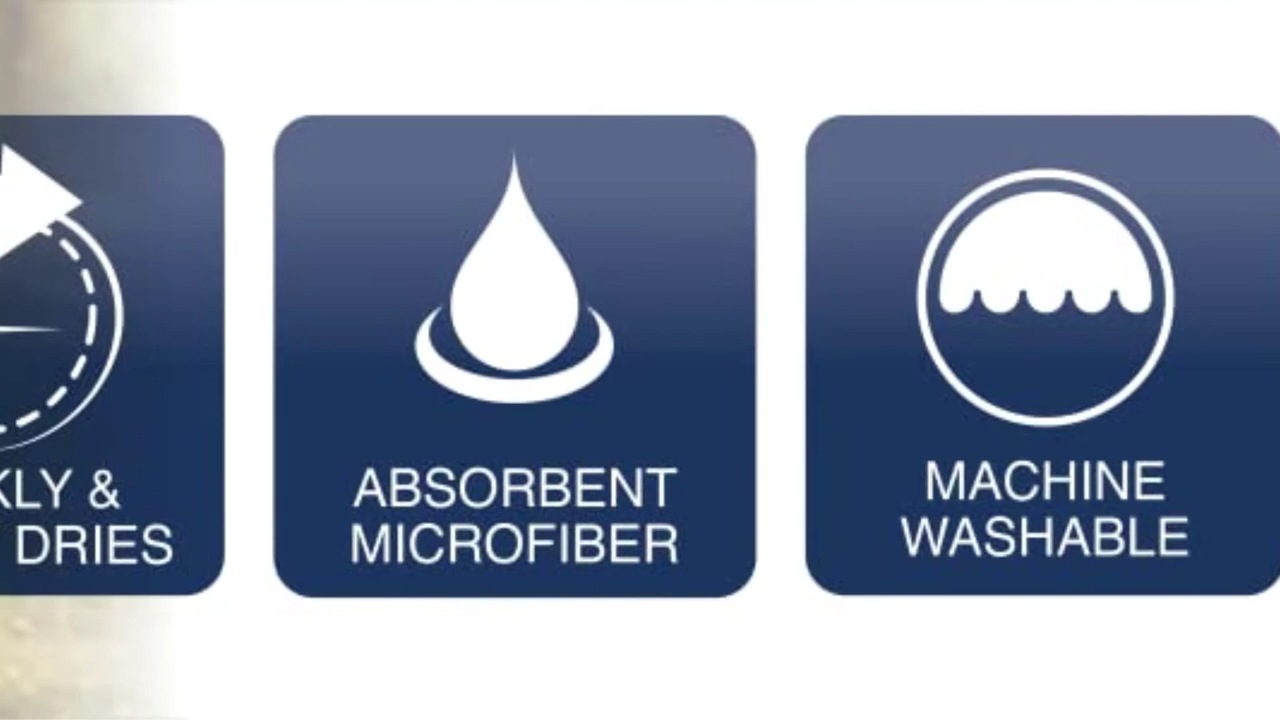 KLY &
DRIES
ABSORBENT
MICROFIBER
MACHINE
WASHABLE